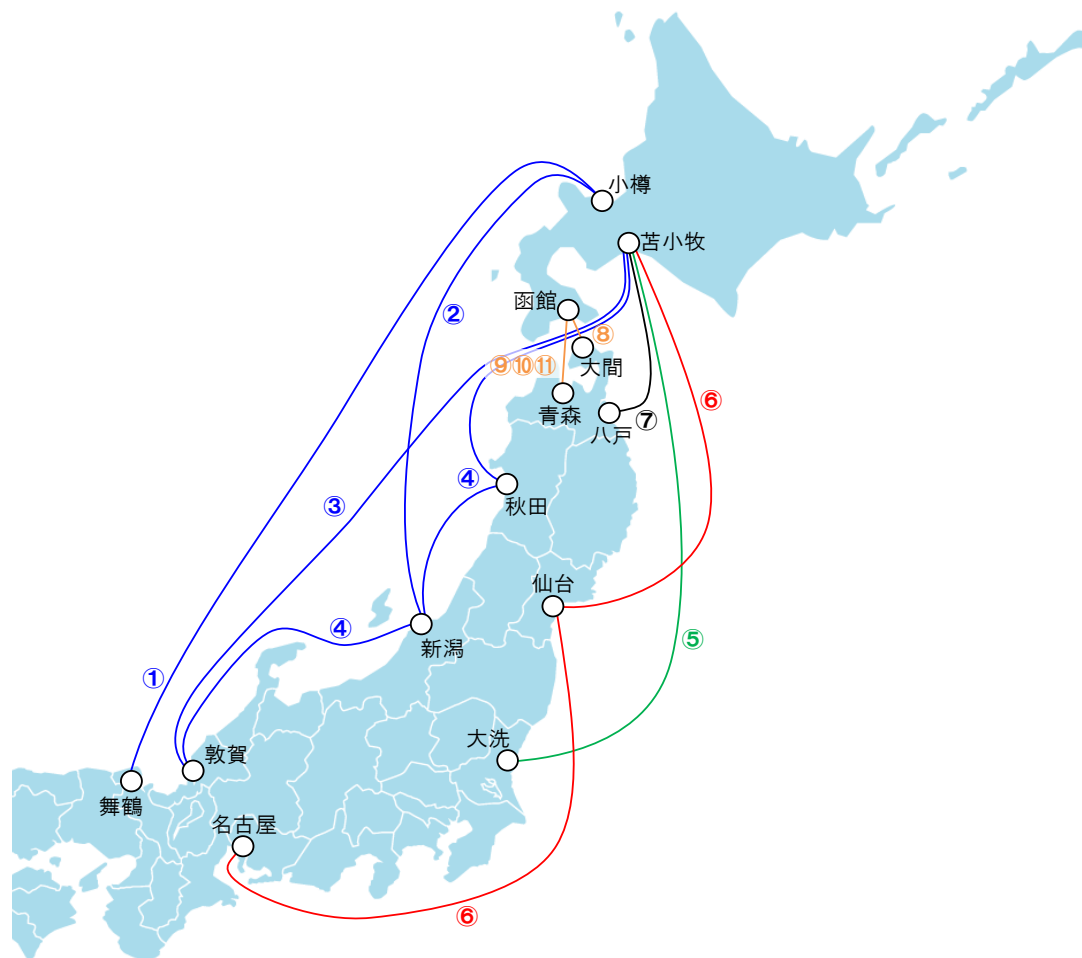 小樽
苫小牧
函館
②
⑧
⑨⑩⑪
大間
⑥
青森
⑦
八戸
④
秋田
③
仙台
④
新潟
⑤
①
大洗
敦賀
舞鶴
名古屋
⑥